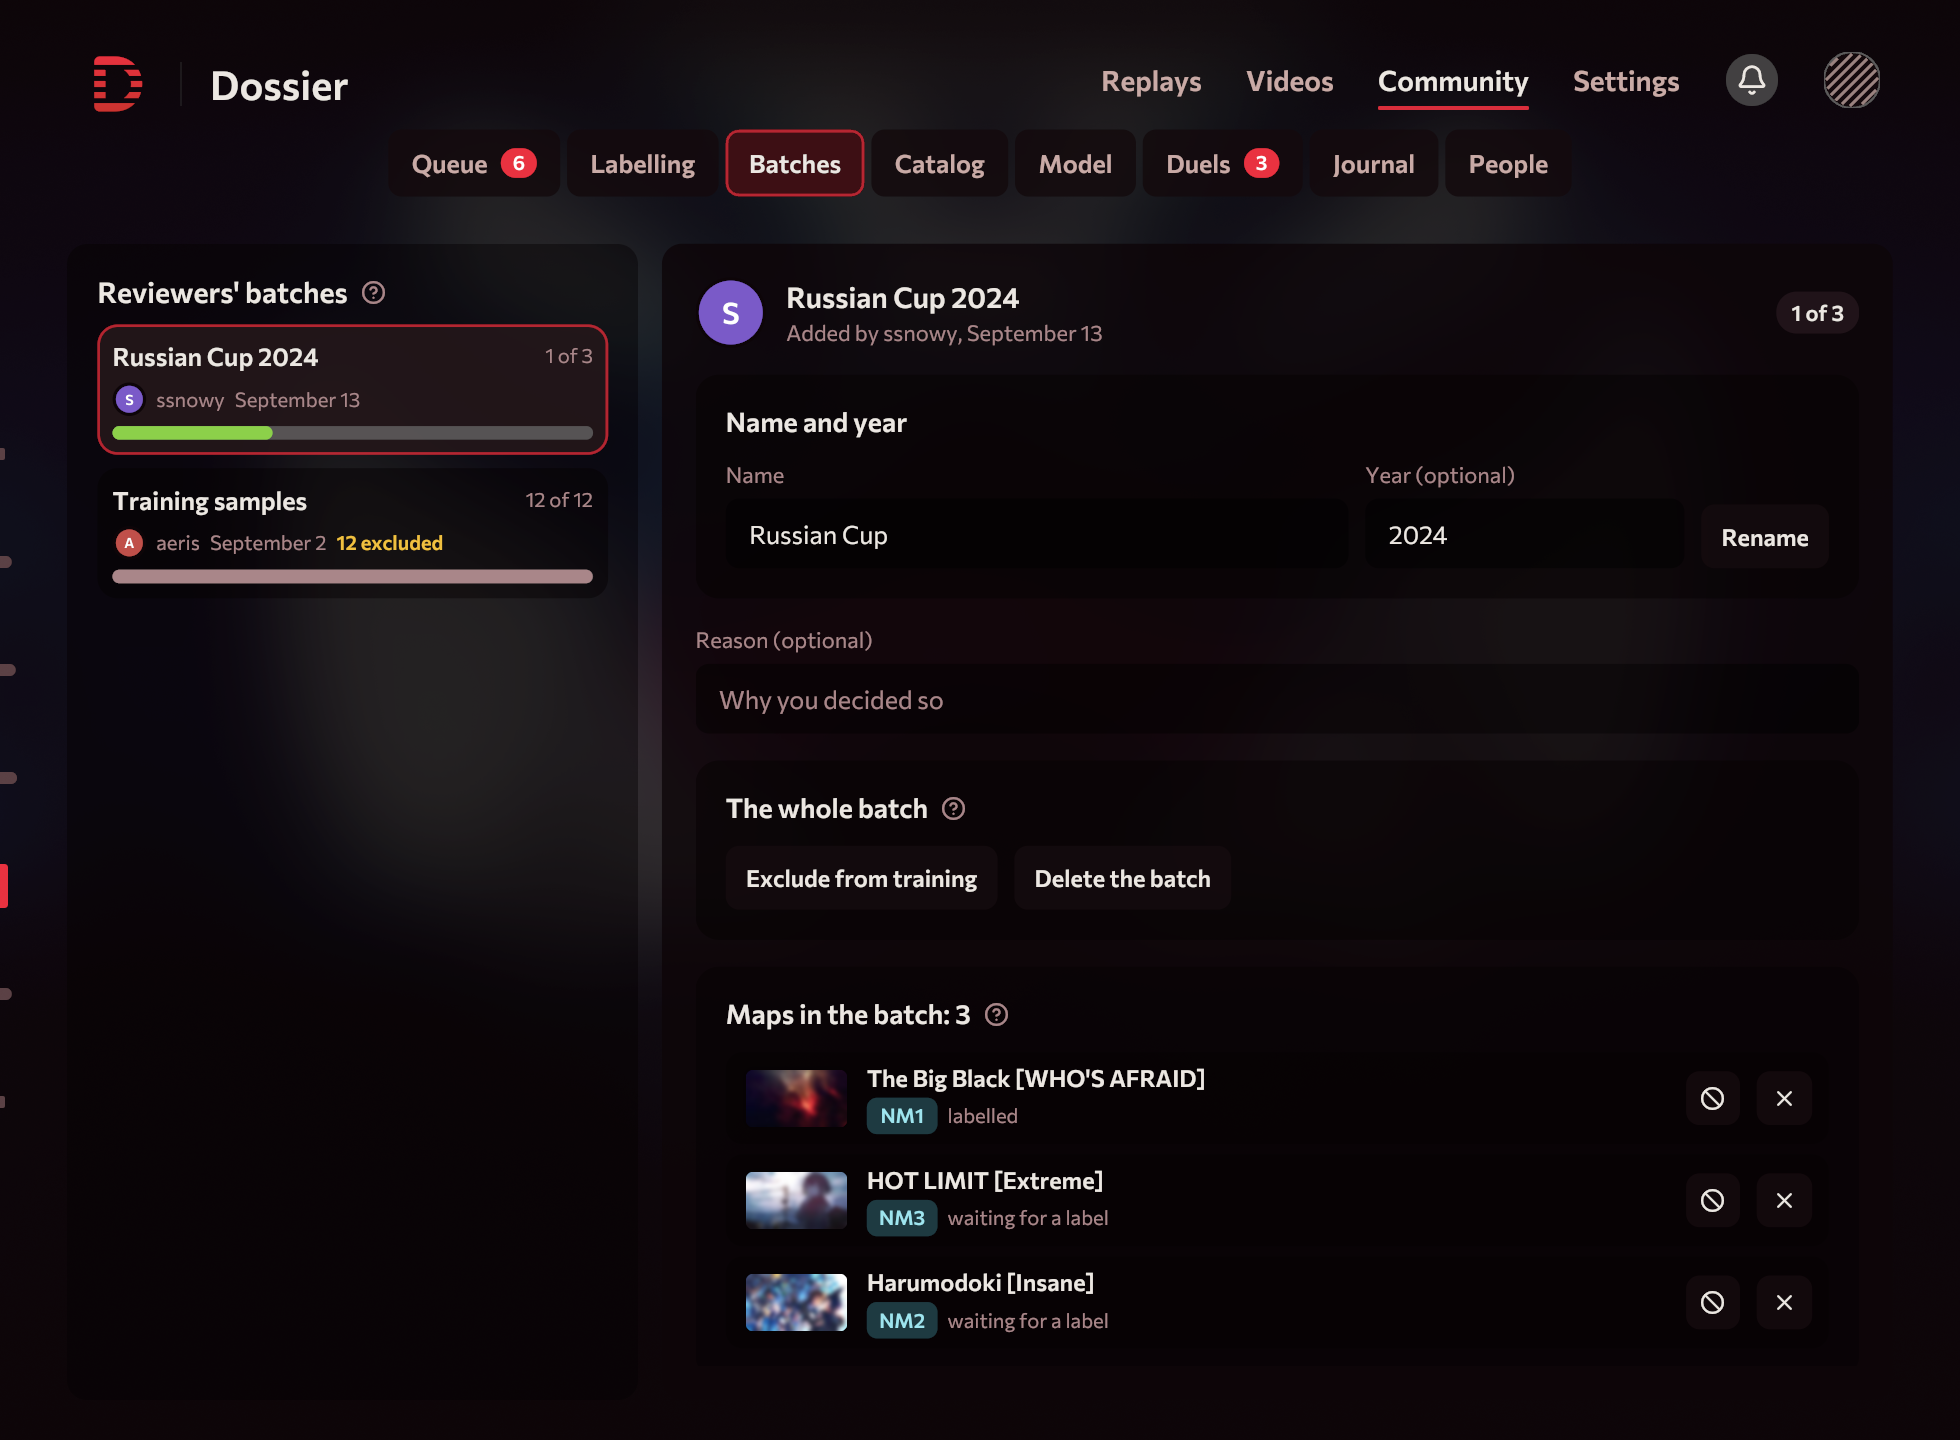 Dossier
Replays Videos Community Settings
Queue 6 Labelling Batches Catalog Model Duels 3 Journal People
Reviewers' batches
Russian Cup 2024 1 of 3
S ssnowy September 13
Training samples 12 of 12
A aeris September 2 12 excluded
S
Russian Cup 2024
Added by ssnowy, September 13
1 of 3
Name and year
Name Year (optional)
Russian Cup 2024 Rename
Reason (optional)
Why you decided so
The whole batch
Exclude from training Delete the batch
Maps in the batch: 3
The Big Black [WHO'S AFRAID]
NM1 labelled
HOT LIMIT [Extreme]
NM3 waiting for a label
Harumodoki [Insane]
NM2 waiting for a label